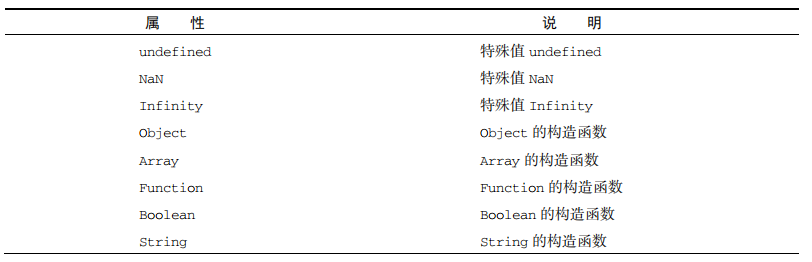 属 性 说 明
undefined 特殊值 undefined
NaN 特殊值 NaN
Infinity 特殊值 Infinity
Object Object 的构造函数
Array Array 的构造函数
Function Function 的构造函数
Boolean Boolean 的构造函数
String String 的构造函数